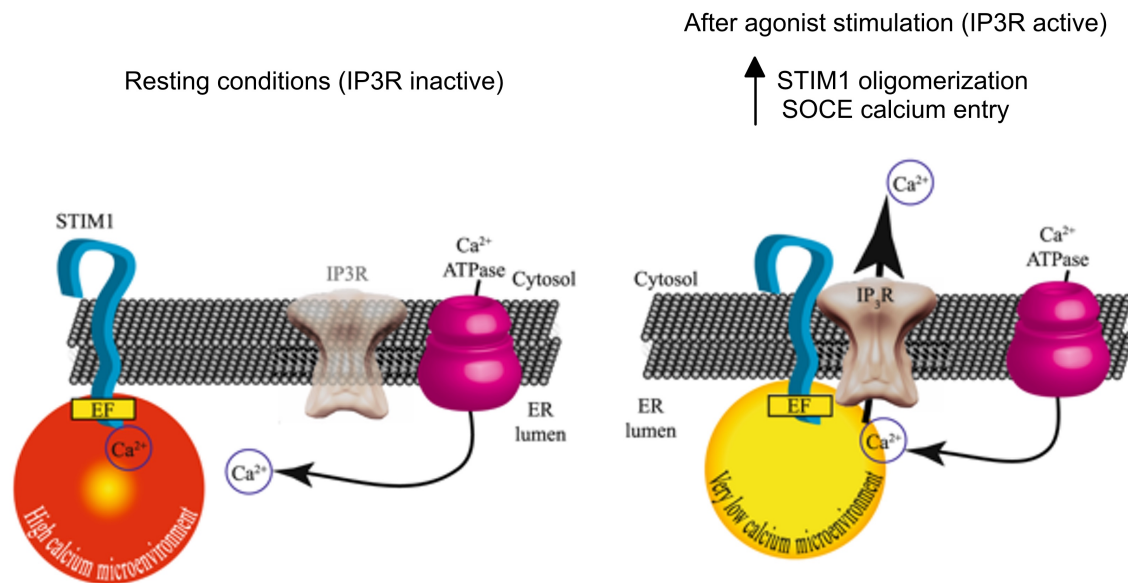 After agonist stimulation (IP3R active)
Resting conditions (IP3R inactive)
STIM1 oligomerization
SOCE calcium entry
STIM1
IP3R
Ca²⁺
ATPase
Cytosol
EF
Ca²⁺
Ca²⁺
ER
lumen
High calcium microenvironment
Ca²⁺
Cytosol
IP₃R
Ca²⁺
ATPase
EF
ER
lumen
Ca²⁺
Very low calcium microenvironment